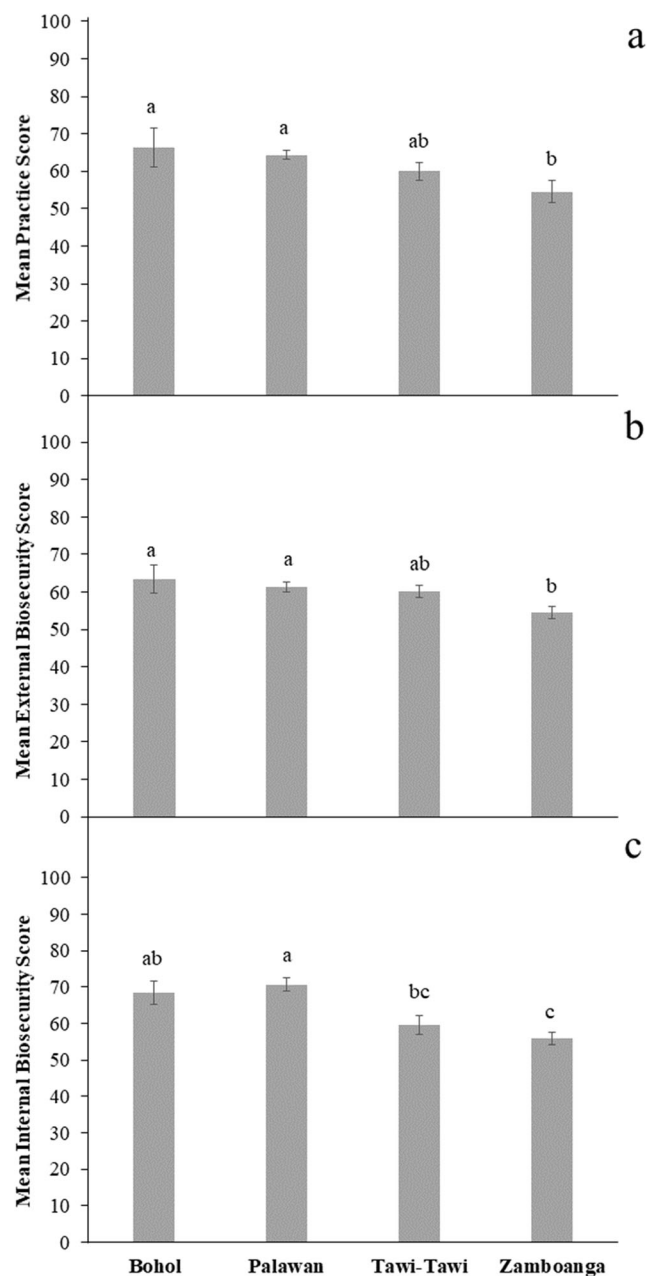 a
100
90
80
70
60
50
40
30
20
10
0
Mean Practice Score
a
a
ab
b
b
100
90
80
70
60
50
40
30
20
10
0
Mean External Biosecurity Score
a
a
ab
b
c
100
90
80
70
60
50
40
30
20
10
0
Mean Internal Biosecurity Score
ab
a
bc
c
Bohol Palawan Tawi-Tawi Zamboanga